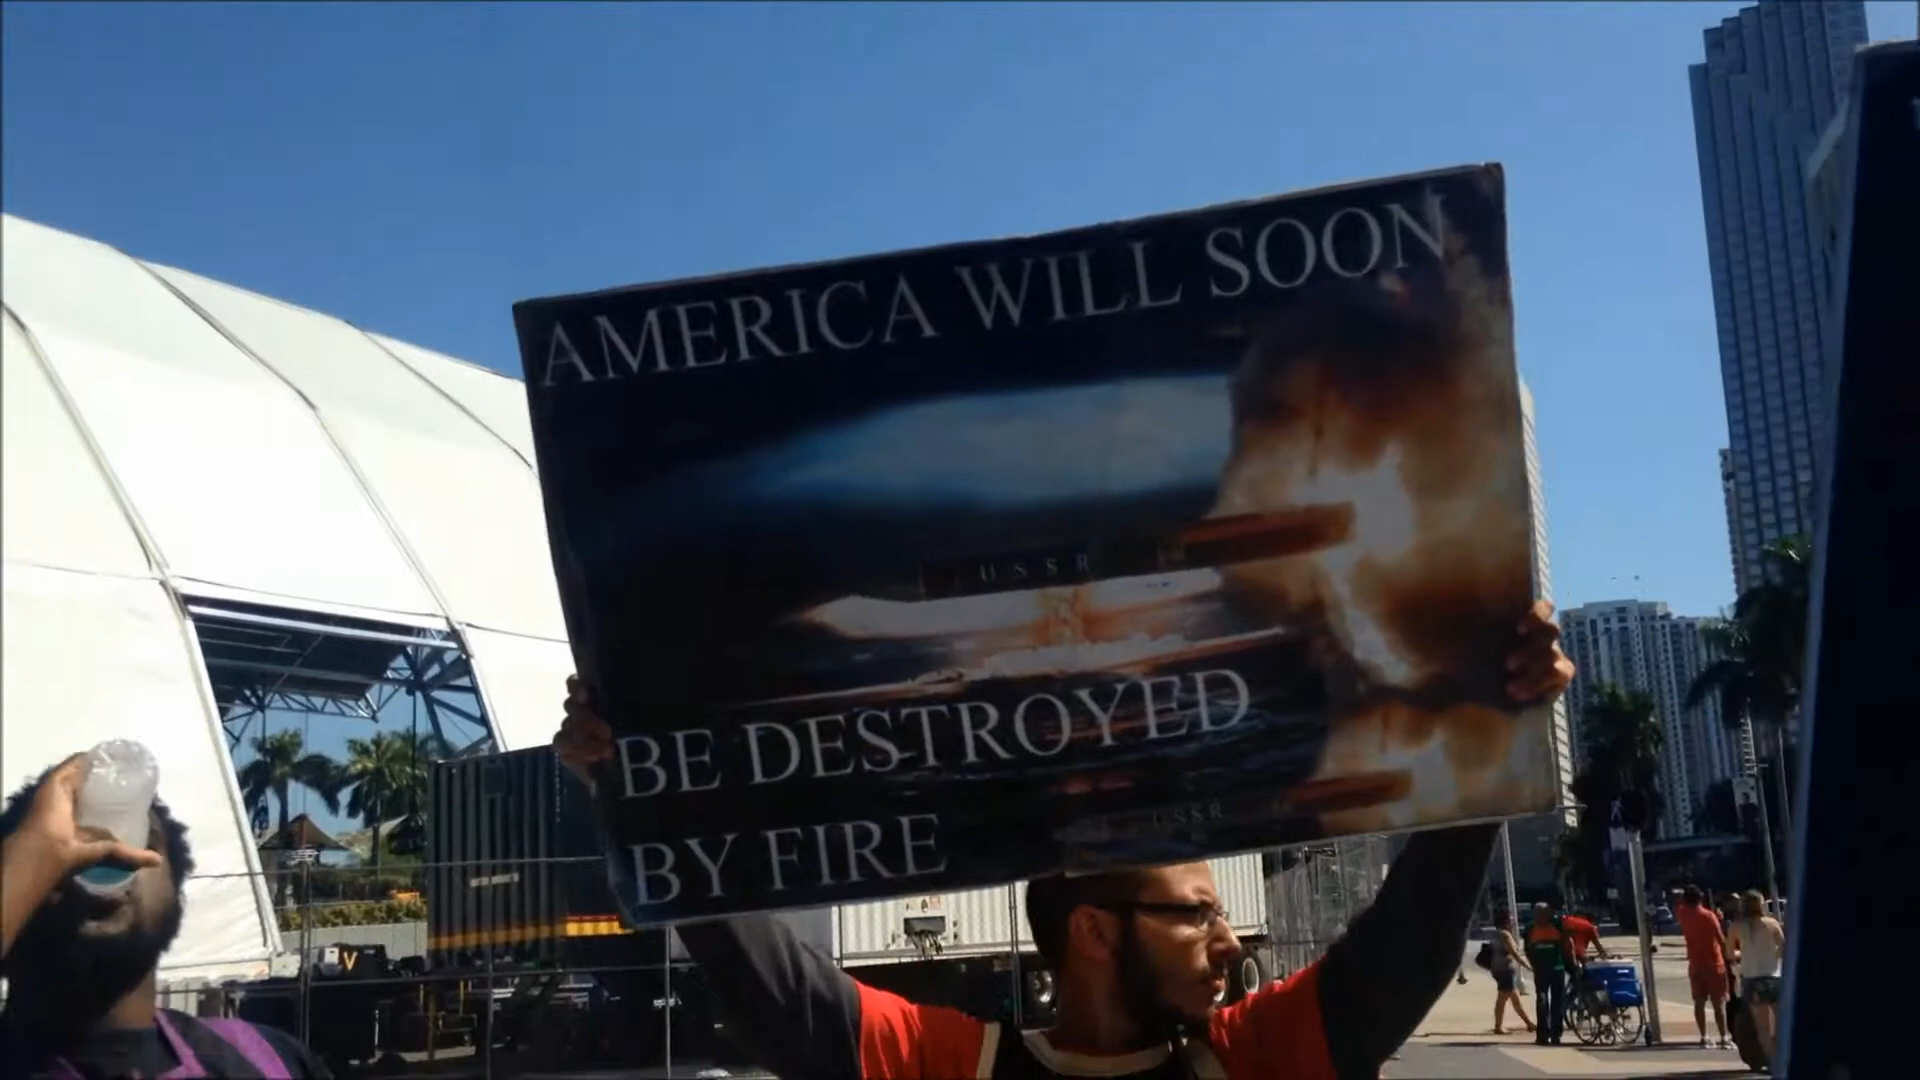 AMERICA WILL SOON
USSR
BE DESTROYED
USSR
BY FIRE
V